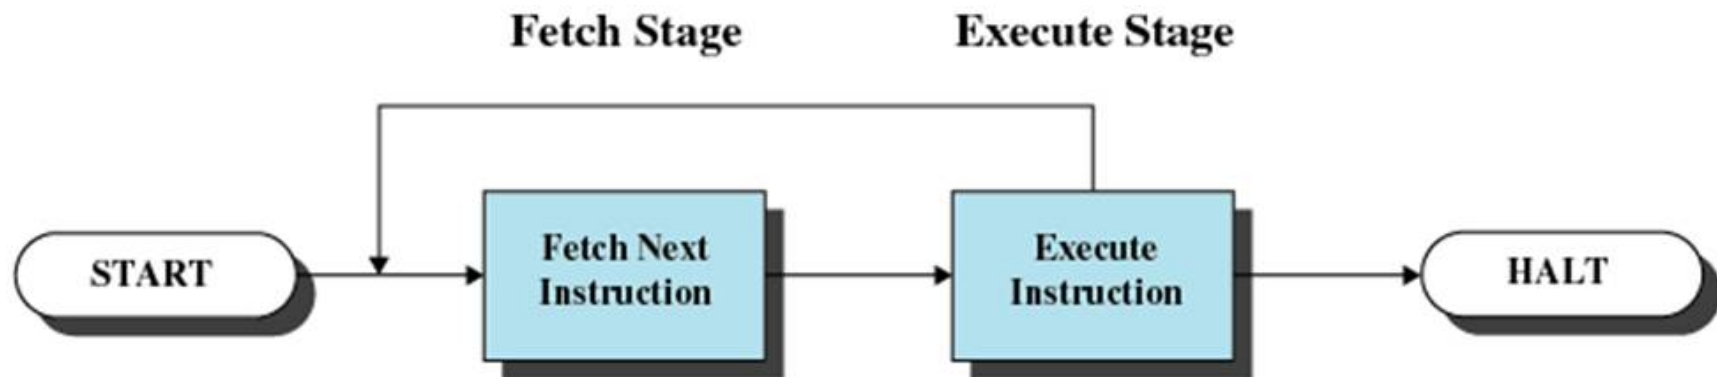 Fetch Stage
Execute Stage
START
Fetch Next
Instruction
Execute
Instruction
HALT